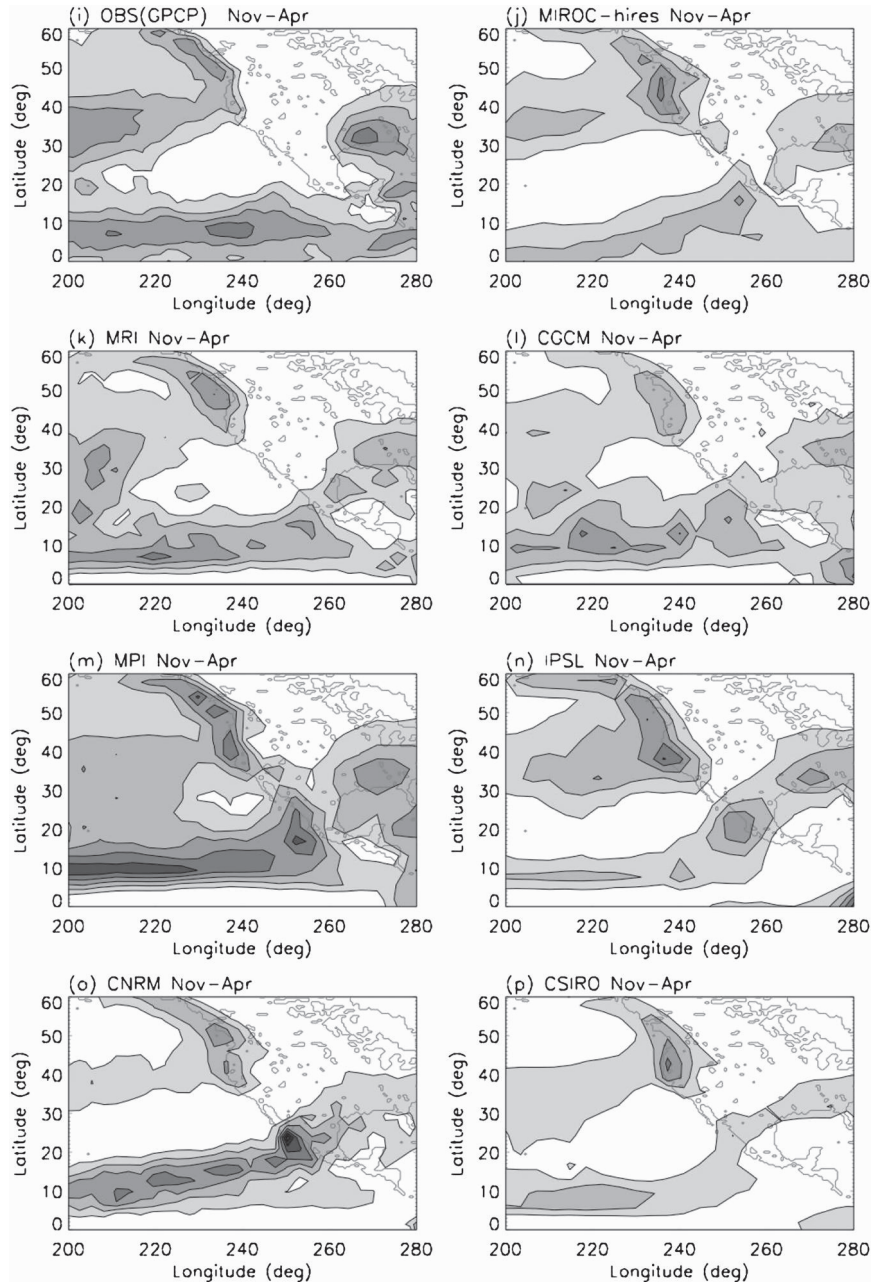 (i) OBS(GPCP) Nov-Apr
(j) MIROC-hires Nov-Apr
60
50
40
30
20
10
0
Latitude (deg)
200 220 240 260 280
Longitude (deg)
60
50
40
30
20
10
0
Latitude (deg)
200 220 240 260 280
Longitude (deg)
(k) MRI Nov-Apr
(l) CGCM Nov-Apr
60
50
40
30
20
10
0
Latitude (deg)
200 220 240 260 280
Longitude (deg)
60
50
40
30
20
10
0
Latitude (deg)
200 220 240 260 280
Longitude (deg)
(m) MPI Nov-Apr
(n) IPSL Nov-Apr
60
50
40
30
20
10
0
Latitude (deg)
200 220 240 260 280
Longitude (deg)
60
50
40
30
20
10
0
Latitude (deg)
200 220 240 260 280
Longitude (deg)
(o) CNRM Nov-Apr
(p) CSIRO Nov-Apr
60
50
40
30
20
10
0
Latitude (deg)
200 220 240 260 280
Longitude (deg)
60
50
40
30
20
10
0
Latitude (deg)
200 220 240 260 280
Longitude (deg)